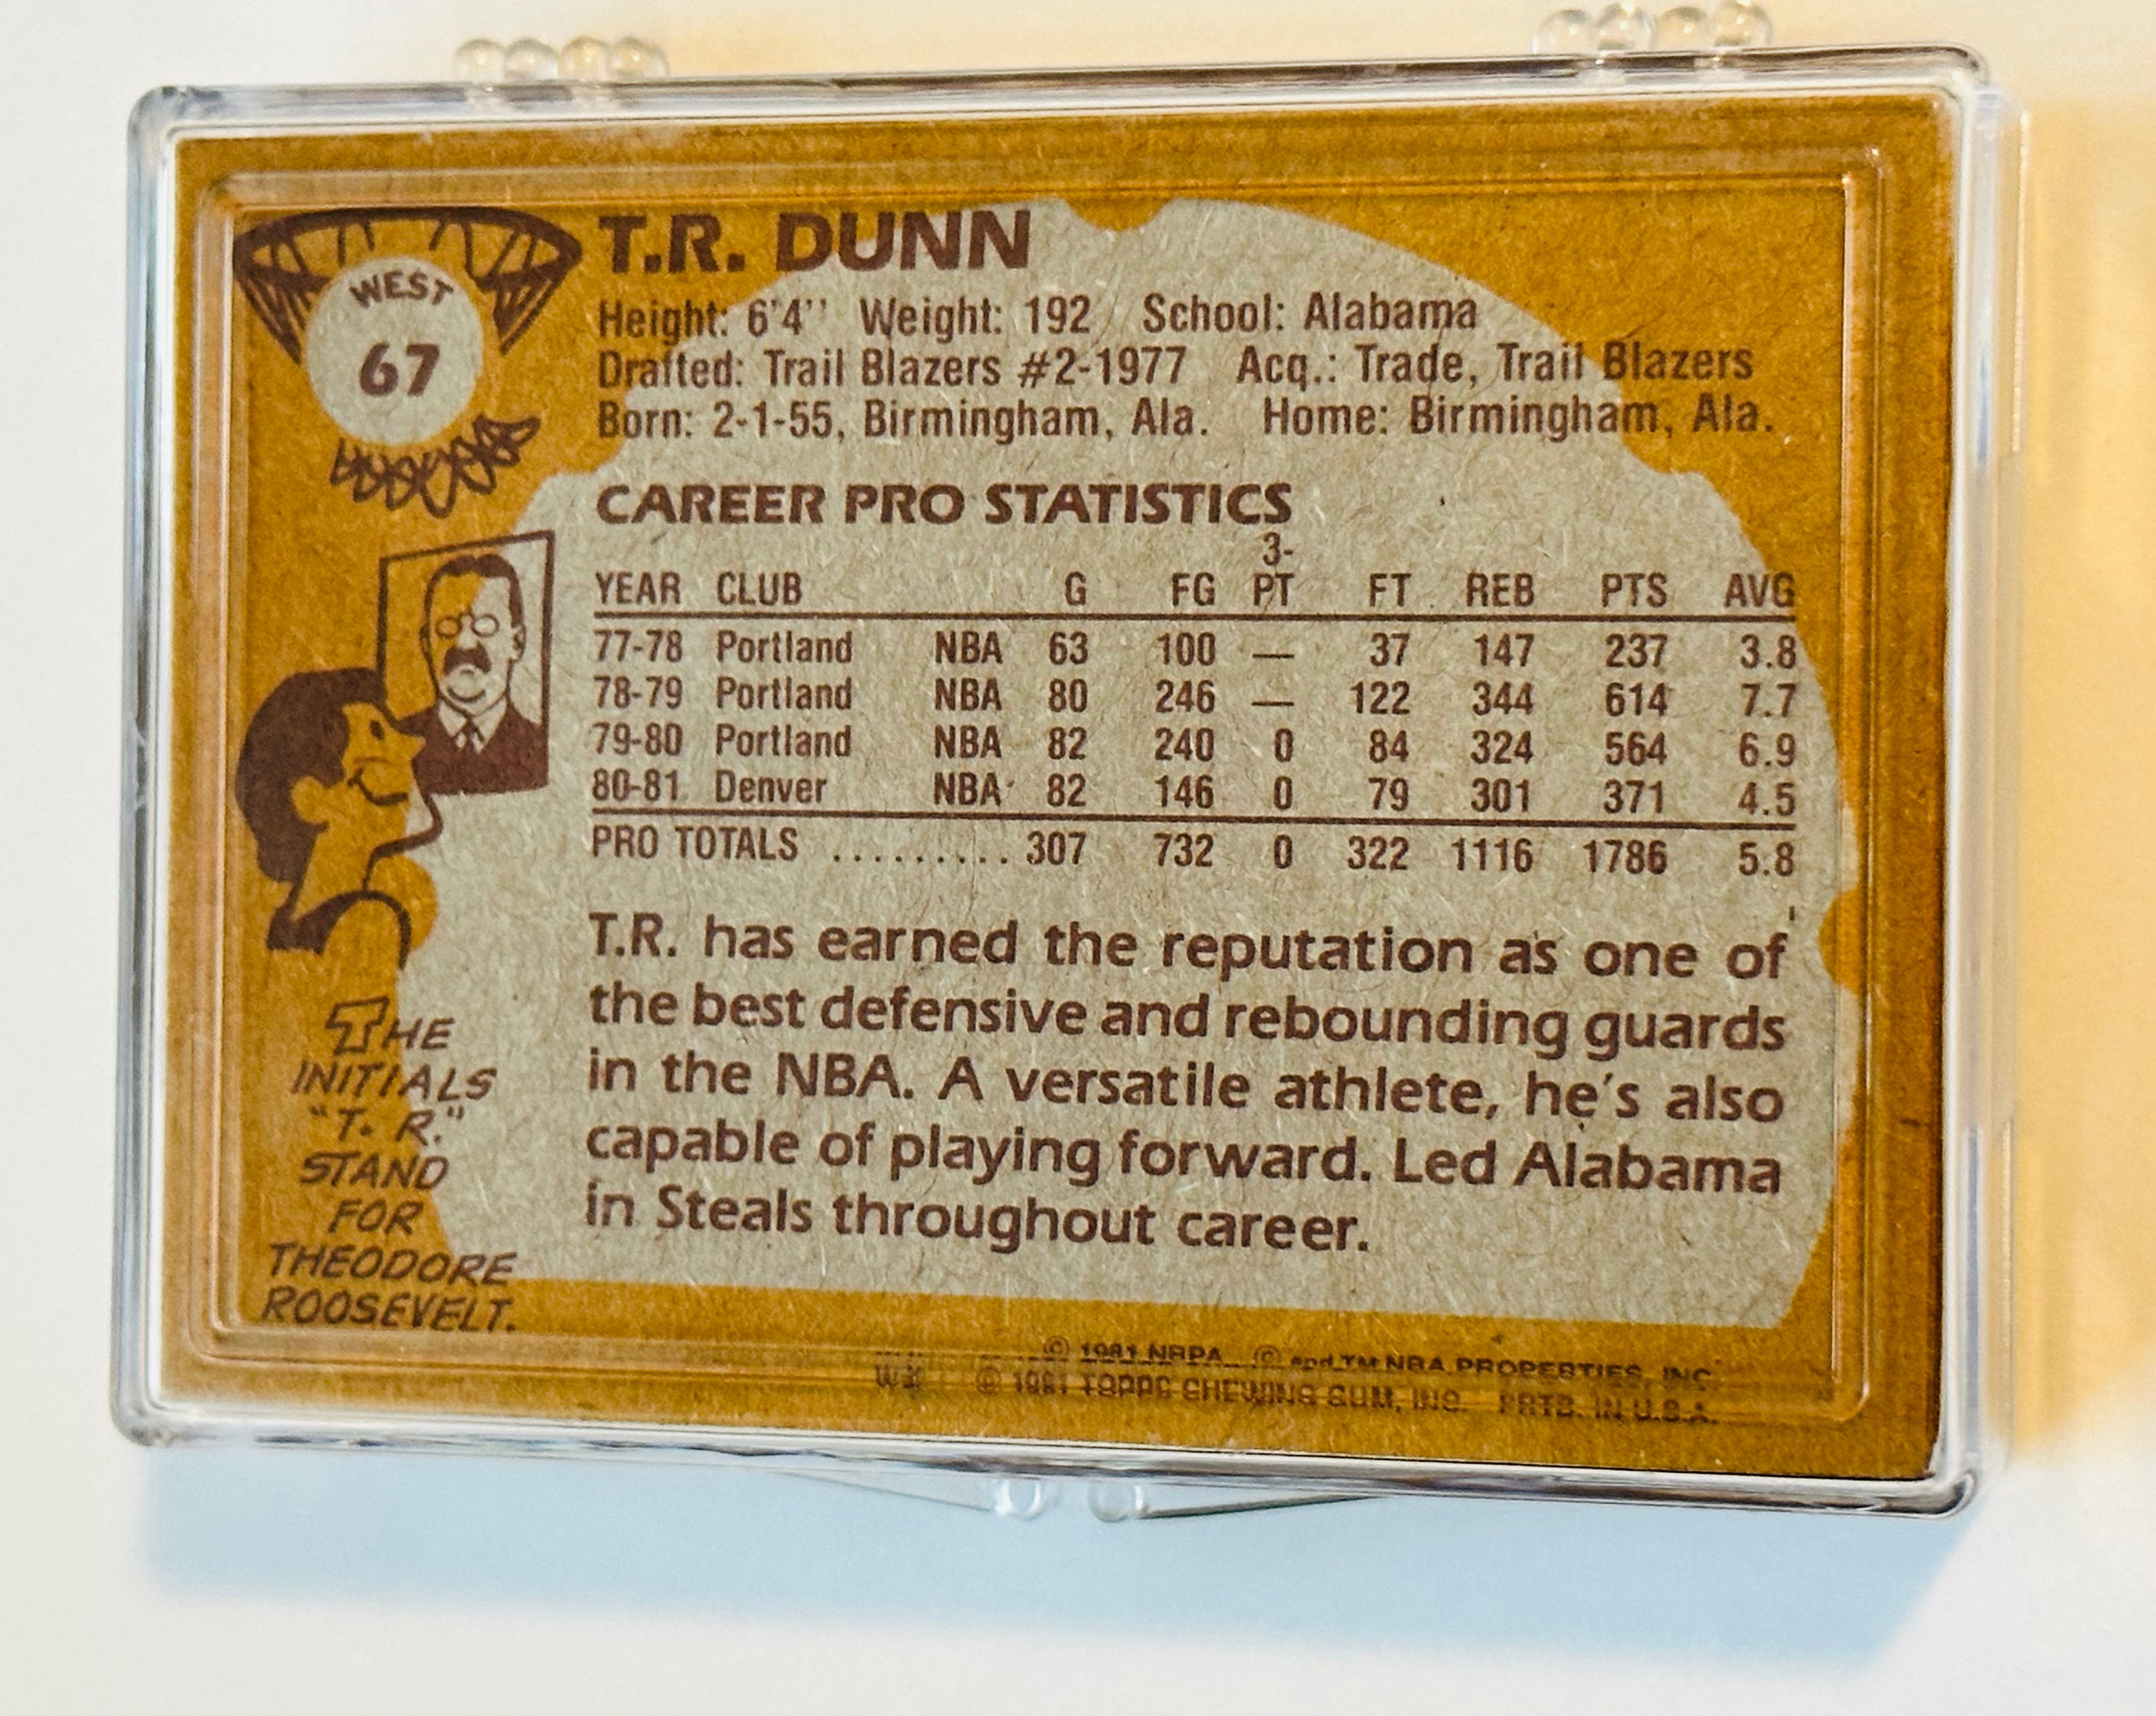 WEST
67
T.R. DUNN
Height: 6'4'' Weight: 192 School: Alabama
Drafted: Trail Blazers #2-1977 Acq.: Trade, Trail Blazers
Born: 2-1-55, Birmingham, Ala. Home: Birmingham, Ala.
CAREER PRO STATISTICS
3-
YEAR CLUB G FG PT FT REB PTS AVG
77-78 Portland NBA 63 100 — 37 147 237 3.8
78-79 Portland NBA 80 246 — 122 344 614 7.7
79-80 Portland NBA 82 240 0 84 324 564 6.9
80-81 Denver NBA 82 146 0 79 301 371 4.5
PRO TOTALS .......... 307 732 0 322 1116 1786 5.8
T.R. has earned the reputation as one of
the best defensive and rebounding guards
in the NBA. A versatile athlete, he's also
capable of playing forward. Led Alabama
in Steals throughout career.
THE
INITIALS
"T. R."
STAND
FOR
THEODORE
ROOSEVELT.
© 1981 NBPA © and TM NBA PROPERTIES, INC.
© 1981 TOPPS CHEWING GUM, INC. PRTD. IN U.S.A.